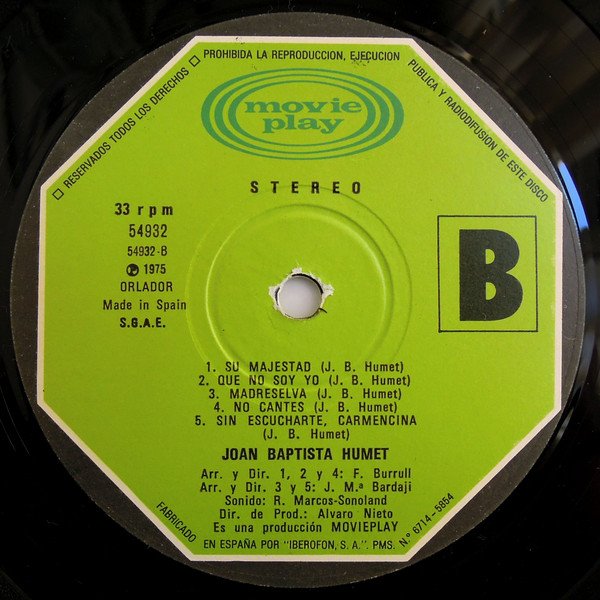 □ RESERVADOS TODOS LOS DERECHOS □ PROHIBIDA LA REPRODUCCION, EJECUCION PUBLICA Y RADIODIFUSION DE ESTE DISCO
movie
play
STEREO
33 rpm
54932
54932-B
℗ 1975
ORLADOR
Made in Spain
S.G.A.E.
B
1. SU MAJESTAD (J. B. Humet)
2. QUE NO SOY YO (J. B. Humet)
3. MADRESELVA (J. B. Humet)
4. NO CANTES (J. B. Humet)
5. SIN ESCUCHARTE, CARMENCINA
(J. B. Humet)
JOAN BAPTISTA HUMET
Arr. y Dir. 1, 2 y 4: F. Burrull
Arr. y Dir. 3 y 5: J. M.ª Bardaji
Sonido: R. Marcos-Sonoland
Dir. de Prod.: Alvaro Nieto
Es una producción MOVIEPLAY
FABRICADO EN ESPAÑA POR "IBEROFON, S. A." PMS. N.º 6714-5854